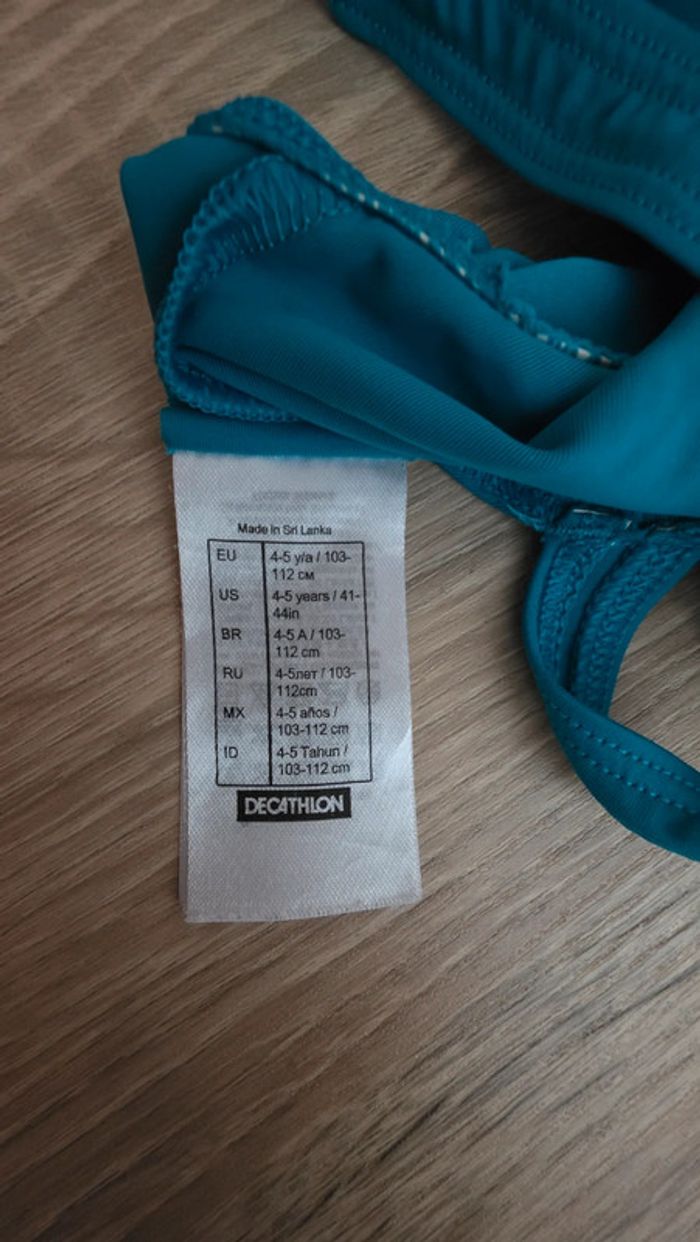 Made in Sri Lanka
EU 4-5 y/a / 103-
112 см
US 4-5 years / 41-
44in
BR 4-5 A / 103-
112 cm
RU 4-5лет / 103-
112cm
MX 4-5 años /
103-112 cm
ID 4-5 Tahun /
103-112 cm
DECATHLON